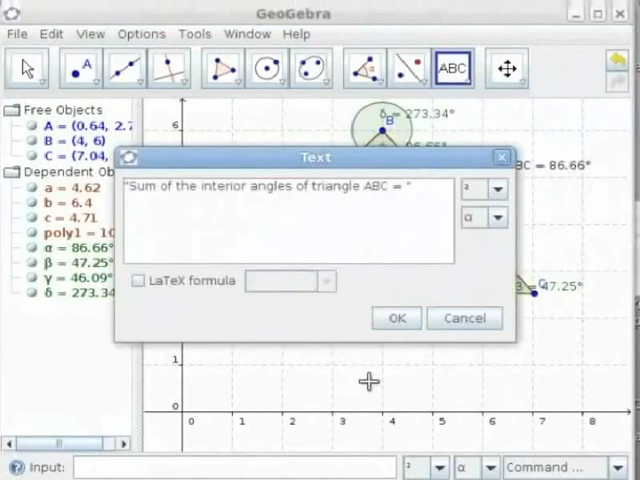 GeoGebra
File Edit View Options Tools Window Help
A
α
ABC
Free Objects
A = (0.64, 2.7
B = (4, 6)
C = (7.04,
Dependent Ob
a = 4.62
b = 6.4
c = 4.71
poly1 = 1
α = 86.66°
β = 47.25°
γ = 46.09°
δ = 273.34
6
δ = 273.34°
B
BC = 86.66°
Text
"Sum of the interior angles of triangle ABC = "
²
α
LaTeX formula
OK
Cancel
C
47.25°
1
0
0 1 2 3 4 5 6 7 8
Input:
²
α
Command ...